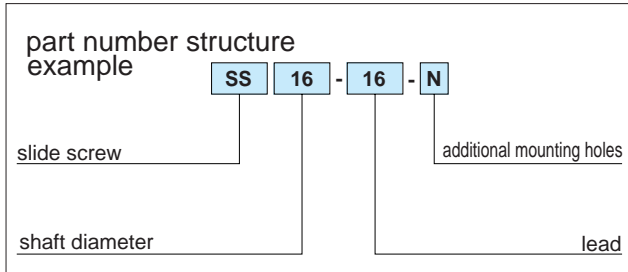 part number structure
example
SS 16 - 16 - N
slide screw
additional mounting holes
shaft diameter
lead